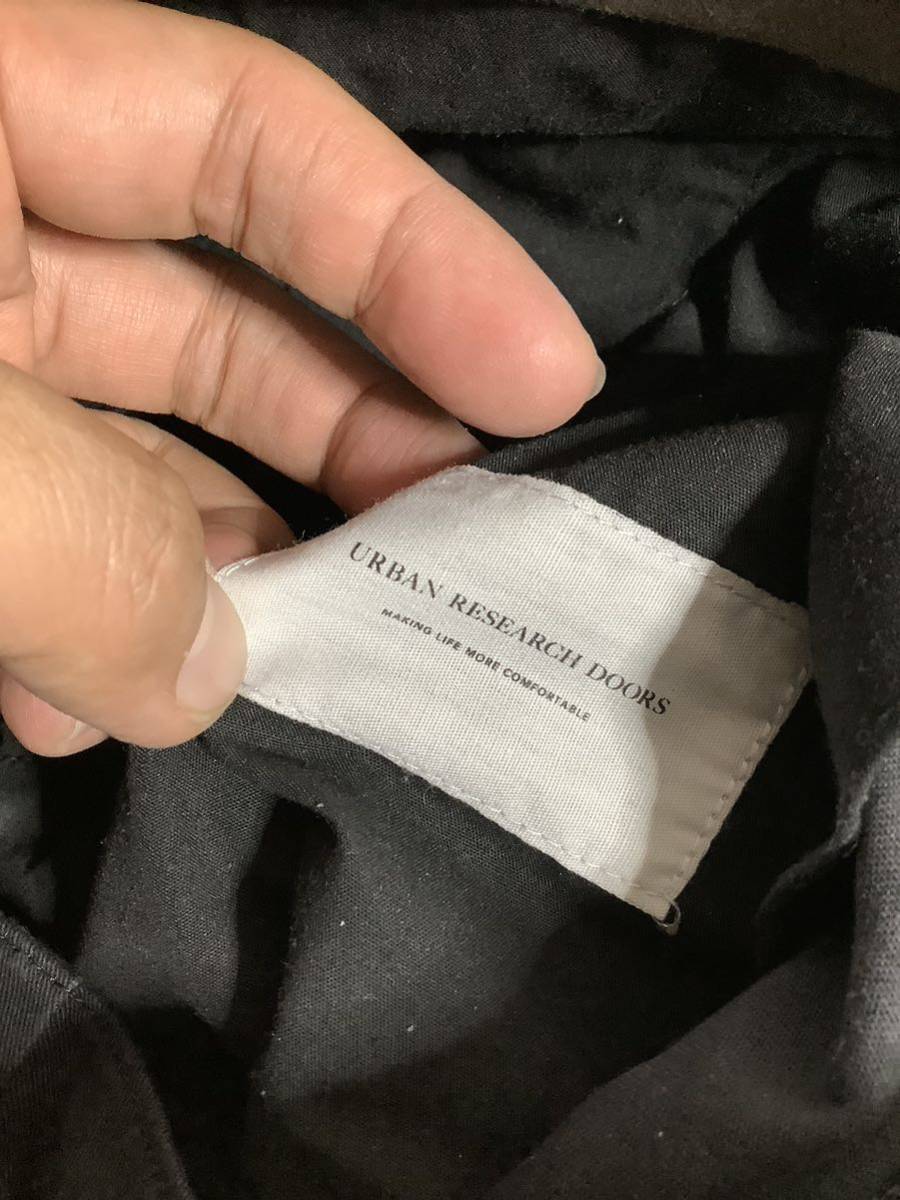 URBAN RESEARCH DOORS
MAKING LIFE MORE COMFORTABLE